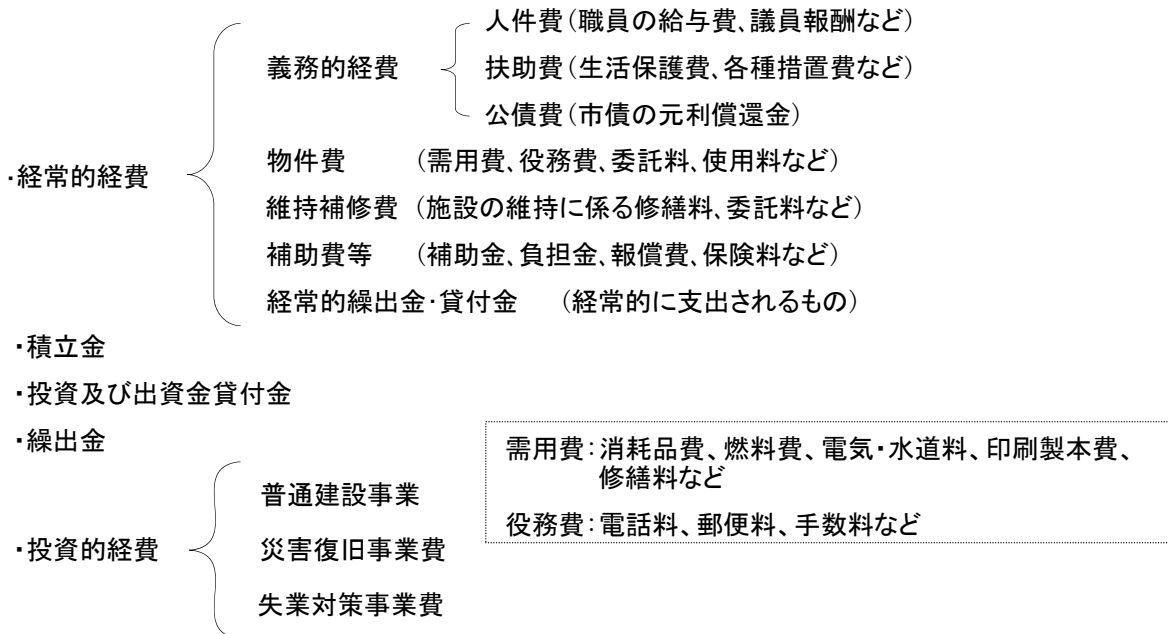 ・経常的経費
義務的経費
人件費（職員の給与費、議員報酬など）
扶助費（生活保護費、各種措置費など）
公債費（市債の元利償還金）
物件費 （需用費、役務費、委託料、使用料など）
維持補修費 （施設の維持に係る修繕料、委託料など）
補助費等 （補助金、負担金、報償費、保険料など）
経常的繰出金・貸付金 （経常的に支出されるもの）
・積立金
・投資及び出資金貸付金
・繰出金
・投資的経費
普通建設事業
災害復旧事業費
失業対策事業費
需用費：消耗品費、燃料費、電気・水道料、印刷製本費、
修繕料など
役務費：電話料、郵便料、手数料など